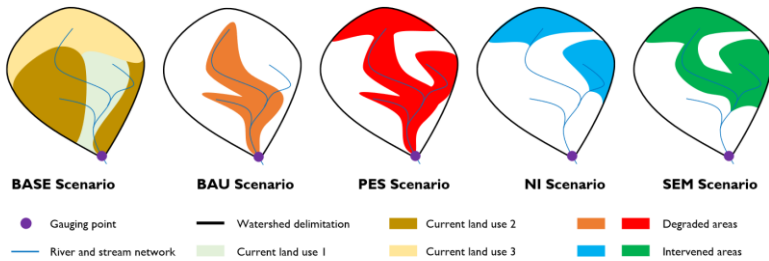 BASE Scenario BAU Scenario PES Scenario NI Scenario SEM Scenario
Gauging point Watershed delimitation Current land use 2 Degraded areas
River and stream network Current land use 1 Current land use 3 Intervened areas